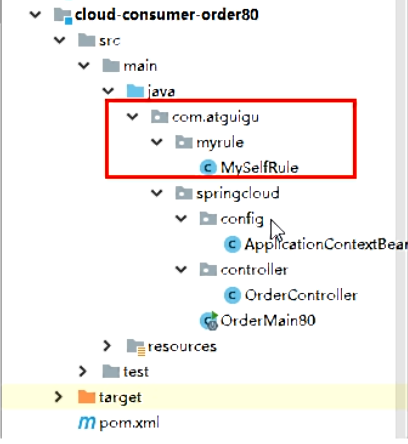 cloud-consumer-order80
src
main
java
com.atguigu
myrule
MySelfRule
springcloud
config
ApplicationContextBean
controller
OrderController
OrderMain80
resources
test
target
pom.xml